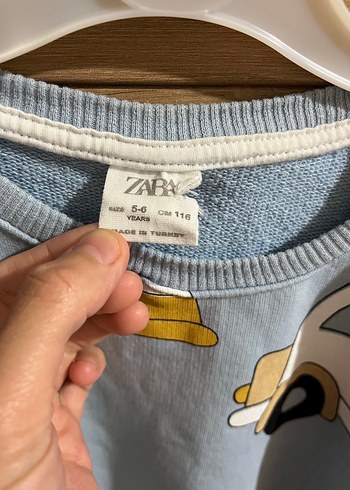 ZARA
SIZE 5-6 CM 116
YEARS
MADE IN TURKEY